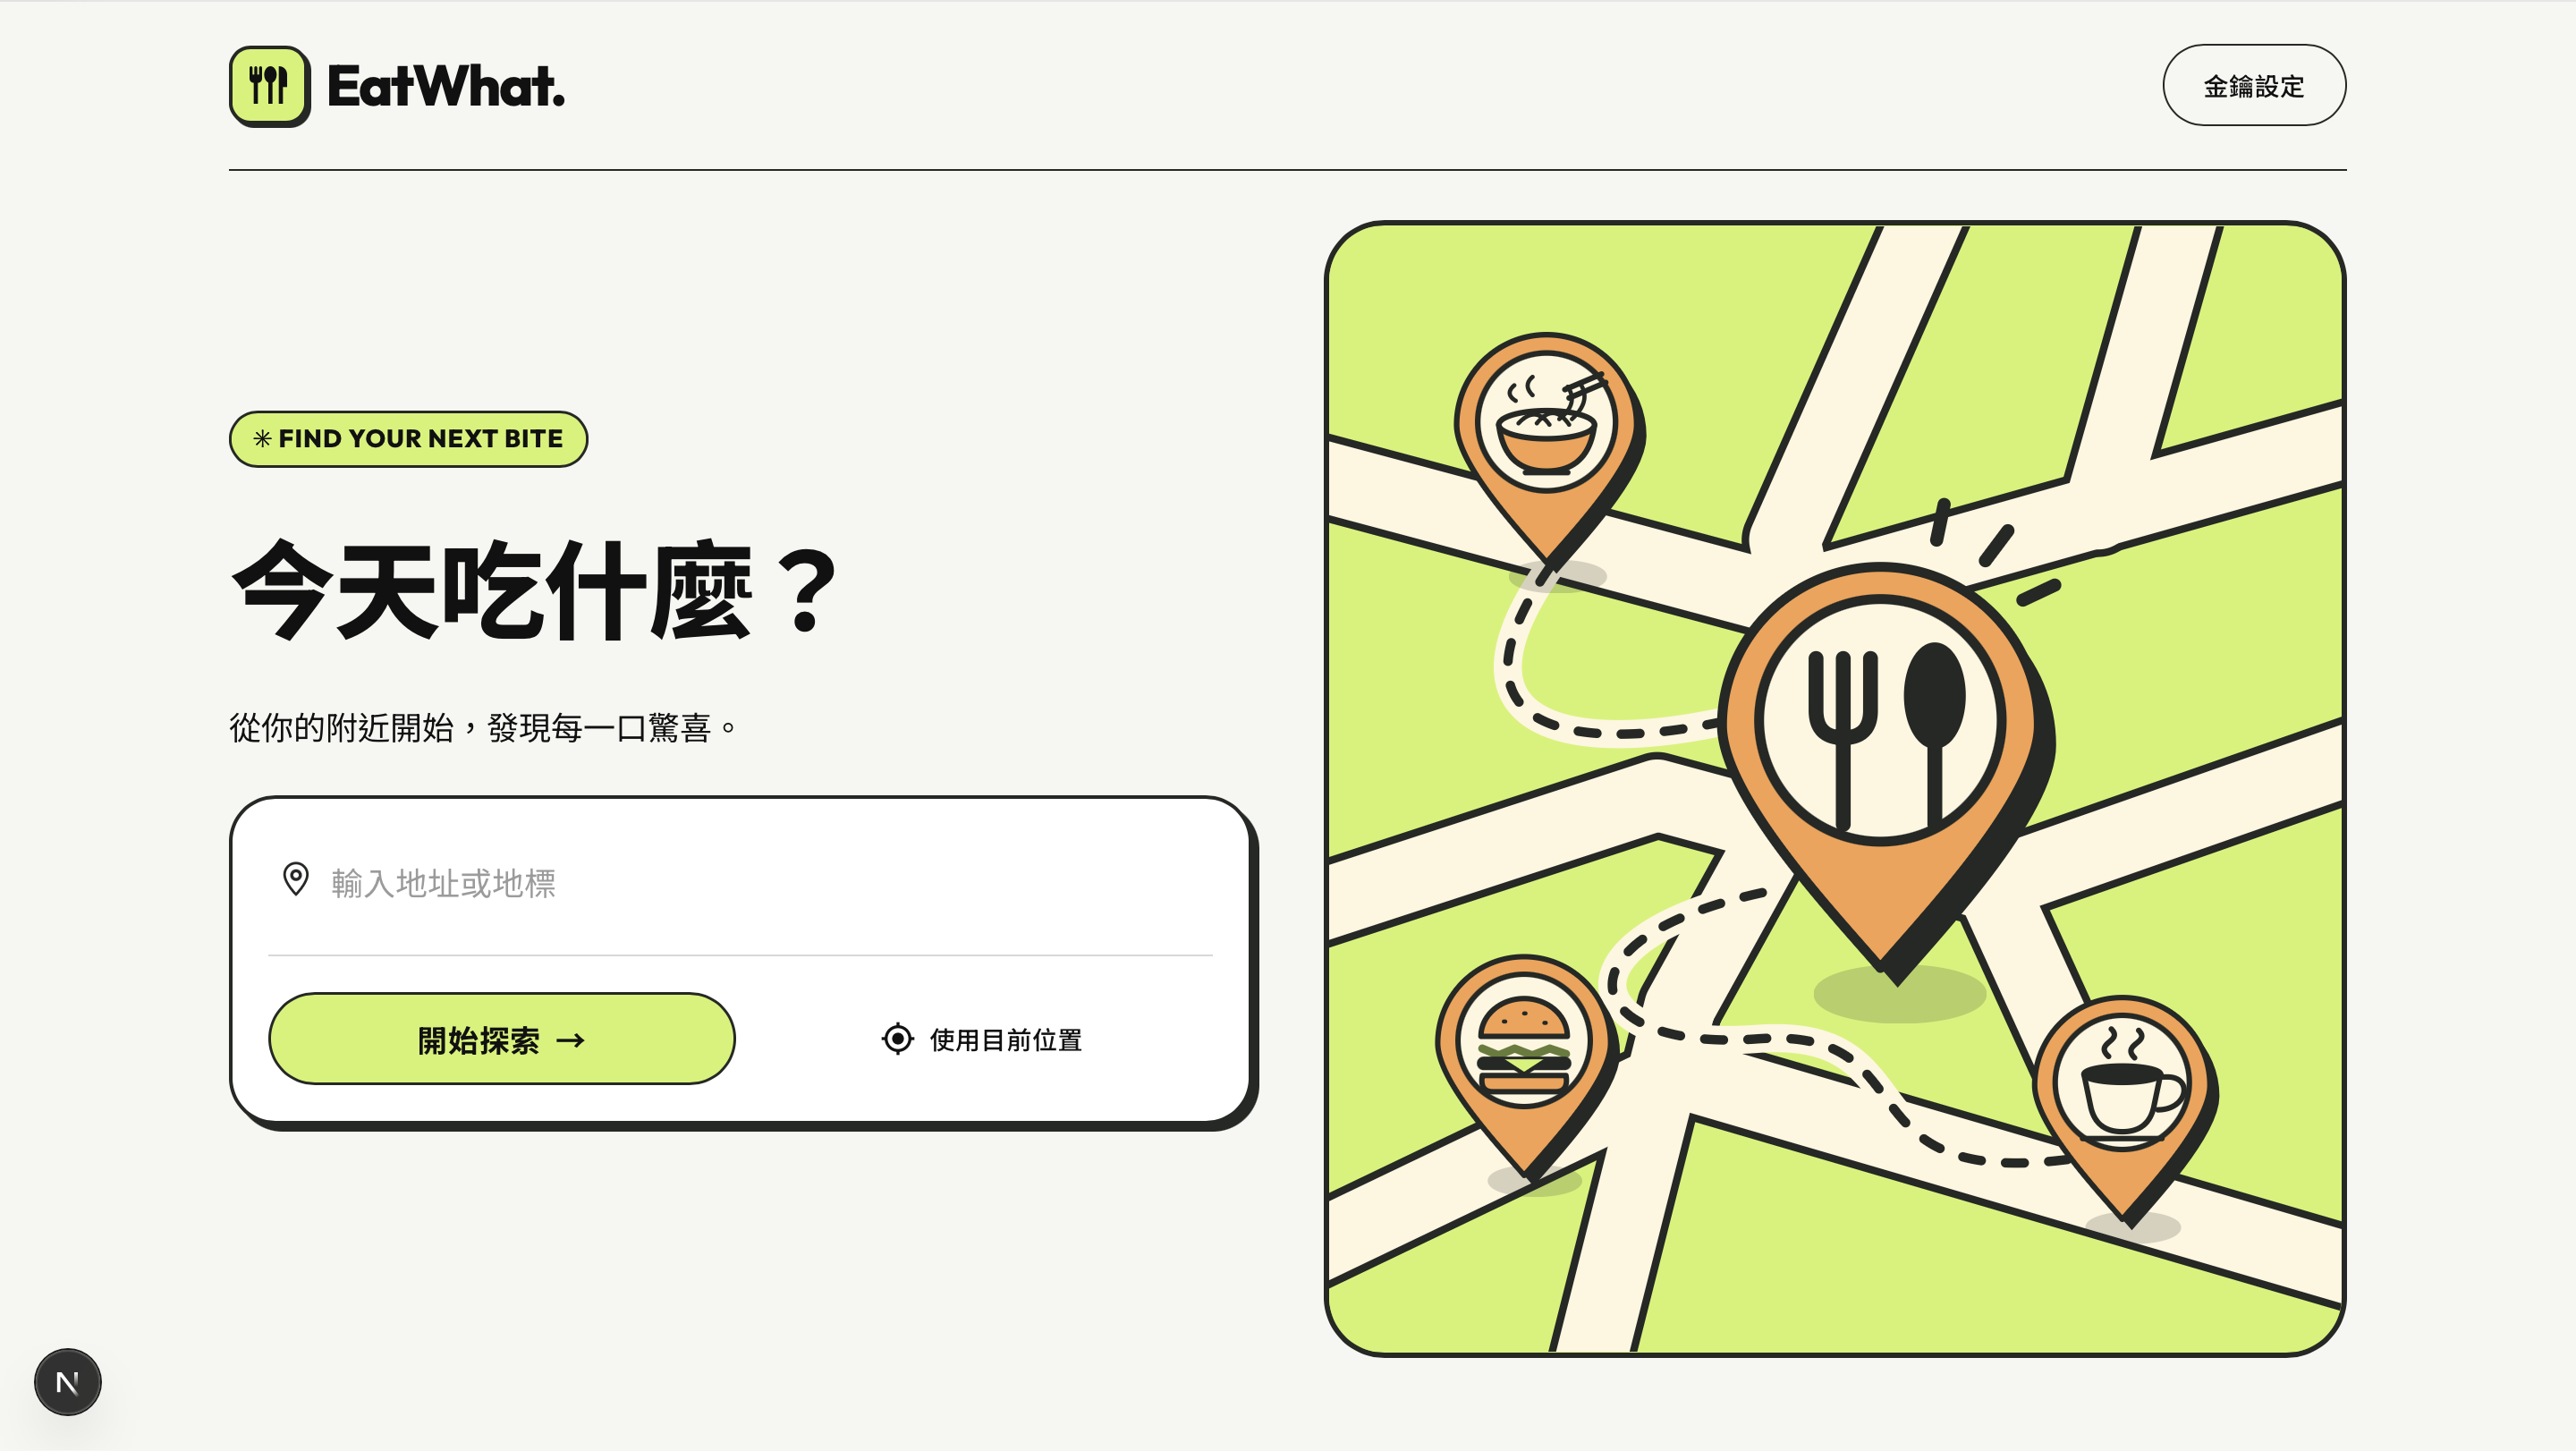 EatWhat.
金鑰設定
✳ FIND YOUR NEXT BITE
今天吃什麼？
從你的附近開始，發現每一口驚喜。
輸入地址或地標
開始探索 →
使用目前位置
N